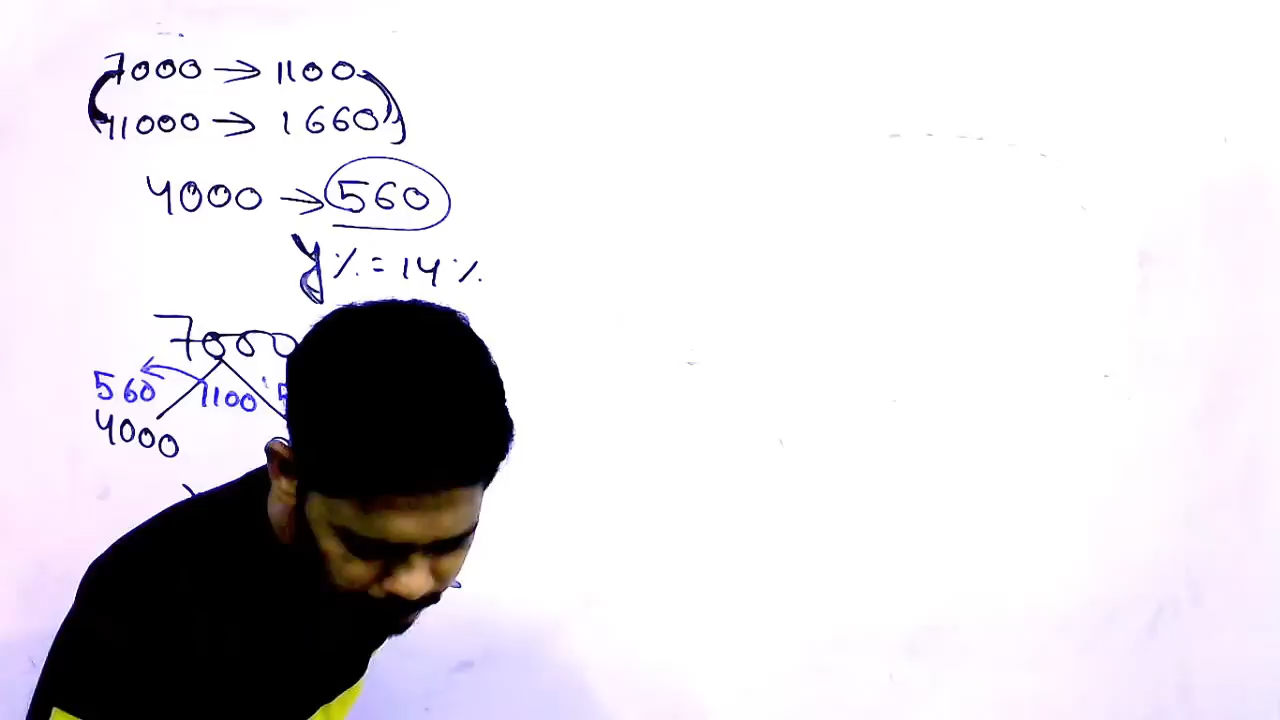 7000 → 1100
11000 → 1660
4000 → 560
y % = 14 %
7000
560 1100
4000